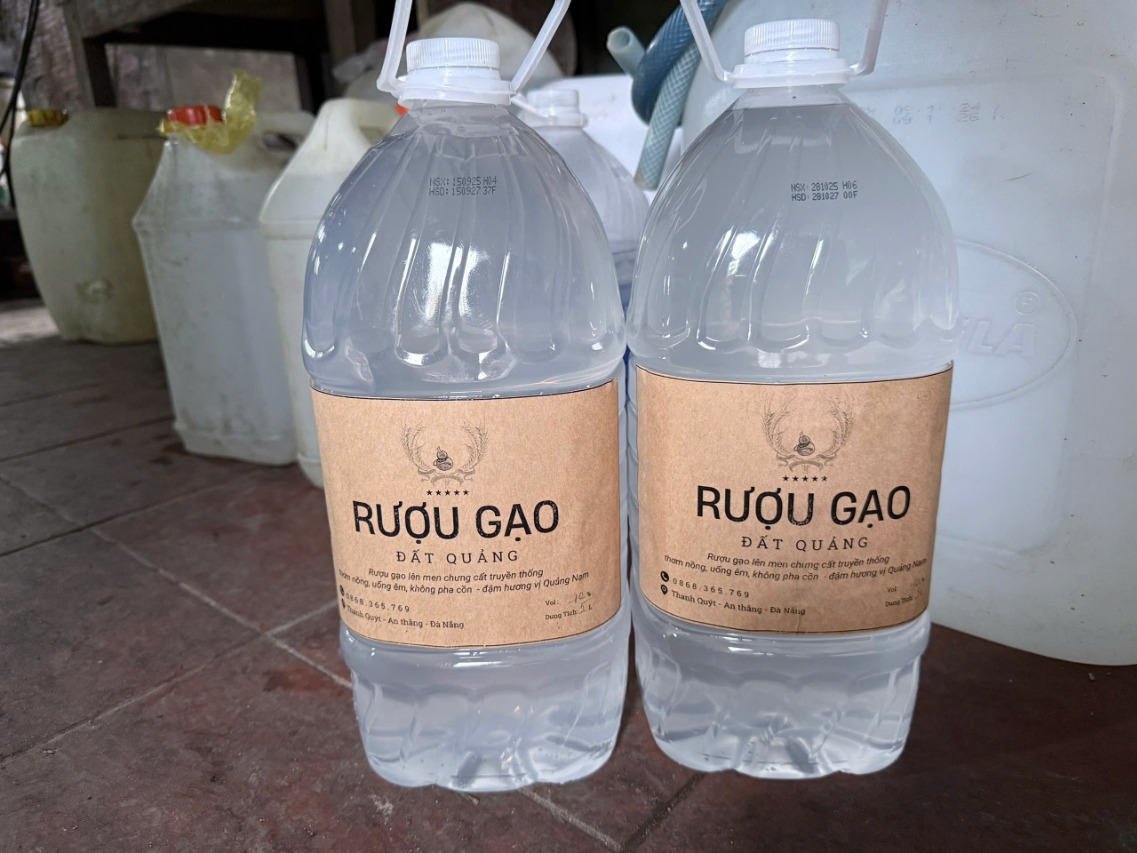 NSX: 150925 H04
HSD: 150927 37F
RƯỢU GẠO
ĐẤT QUẢNG
Rượu gạo lên men chưng cất truyền thống
thơm nồng, uống êm, không pha cồn - đậm hương vị Quảng Nam
0868.365.769
Thanh Quýt - An thắng - Đà Nẵng
Vol:
Dung Tích: 5 L
NSX: 281025 H06
HSD: 281027 00F
RƯỢU GẠO
ĐẤT QUẢNG
Rượu gạo lên men chưng cất truyền thống
thơm nồng, uống êm, không pha cồn - đậm hương vị Quảng Nam
0868.365.769
Thanh Quýt - An thắng - Đà Nẵng
Vol
Dung Tích: